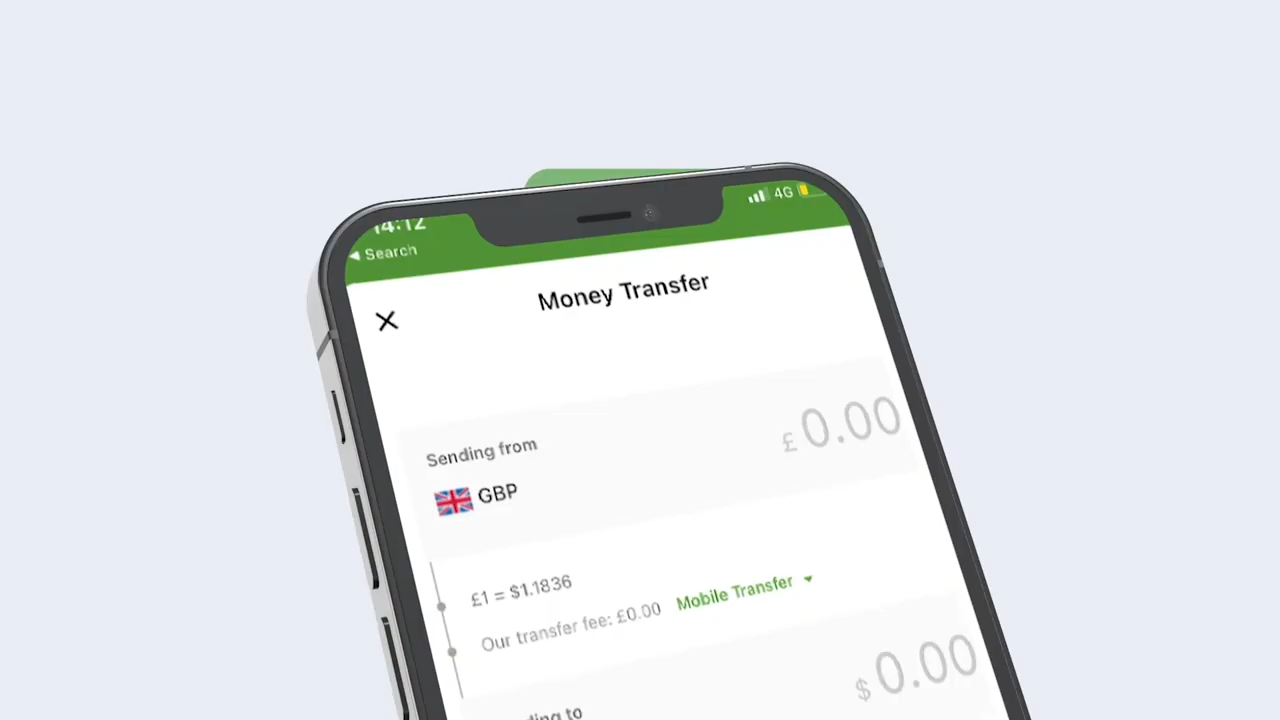 14:12
4G
◀ Search
Money Transfer
Sending from
£ 0.00
GBP
£1 = $1.1836
Our transfer fee: £0.00 Mobile Transfer
$ 0.00
to